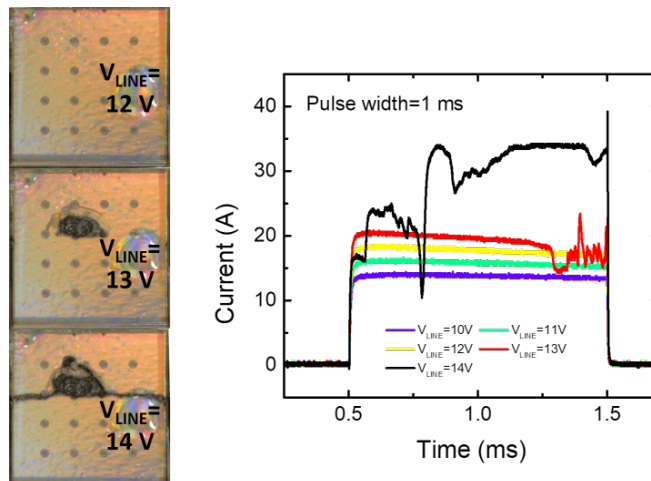 V_LINE=
12 V
V_LINE=
13 V
V_LINE=
14 V
Pulse width=1 ms
Current (A)
40
30
20
10
0
V_LINE=10V
V_LINE=11V
V_LINE=12V
V_LINE=13V
V_LINE=14V
0.5
1.0
1.5
Time (ms)